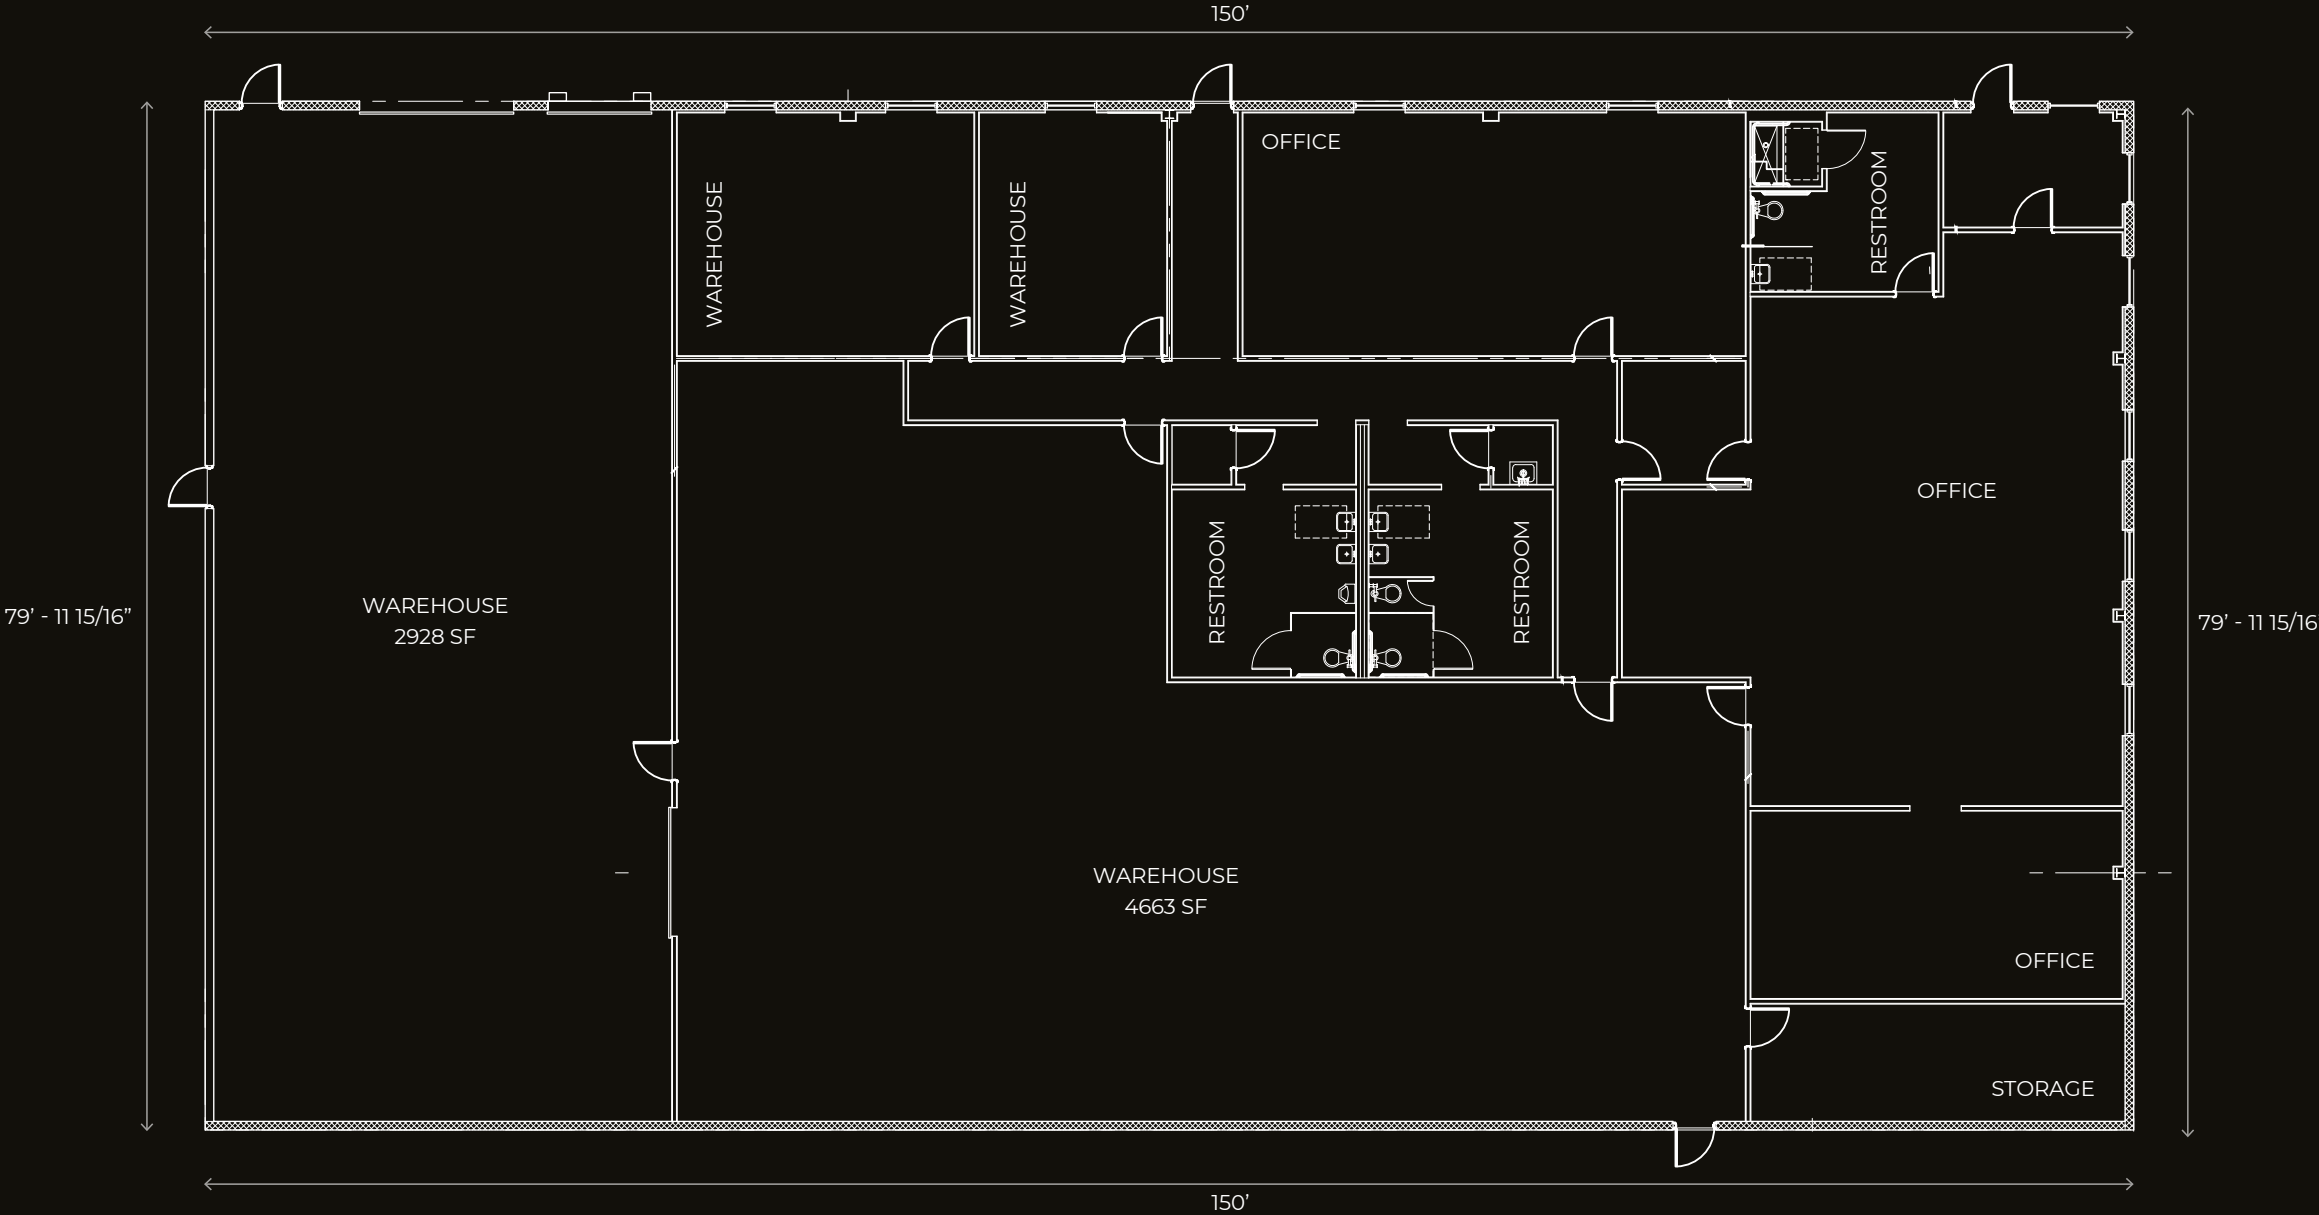 150’
OFFICE
WAREHOUSE
WAREHOUSE
RESTROOM
OFFICE
RESTROOM
RESTROOM
WAREHOUSE
2928 SF
79’ - 11 15/16”
79’ - 11 15/16
WAREHOUSE
4663 SF
OFFICE
STORAGE
150’